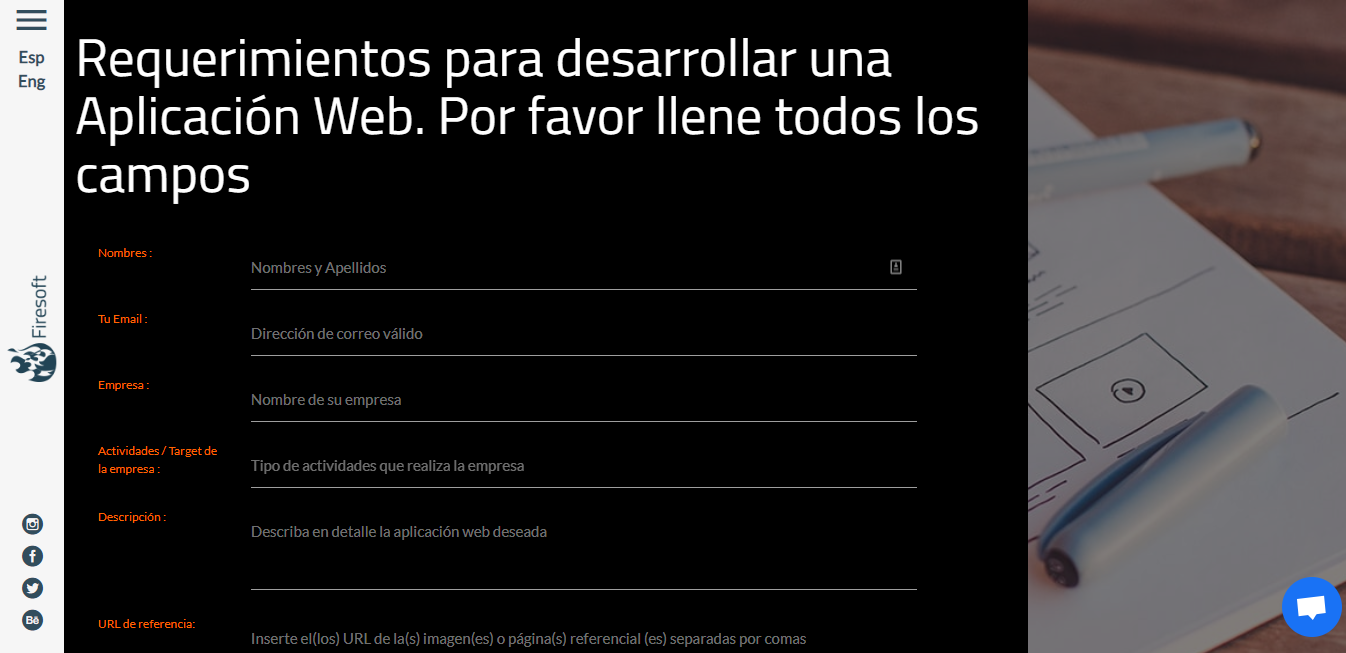 Esp
Eng
Firesoft
Bē
Requerimientos para desarrollar una
Aplicación Web. Por favor llene todos los
campos
Nombres :
Nombres y Apellidos
Tu Email :
Dirección de correo válido
Empresa :
Nombre de su empresa
Actividades / Target de
la empresa :
Tipo de actividades que realiza la empresa
Descripción :
Describa en detalle la aplicación web deseada
URL de referencia:
Inserte el(los) URL de la(s) imagen(es) o página(s) referencial (es) separadas por comas